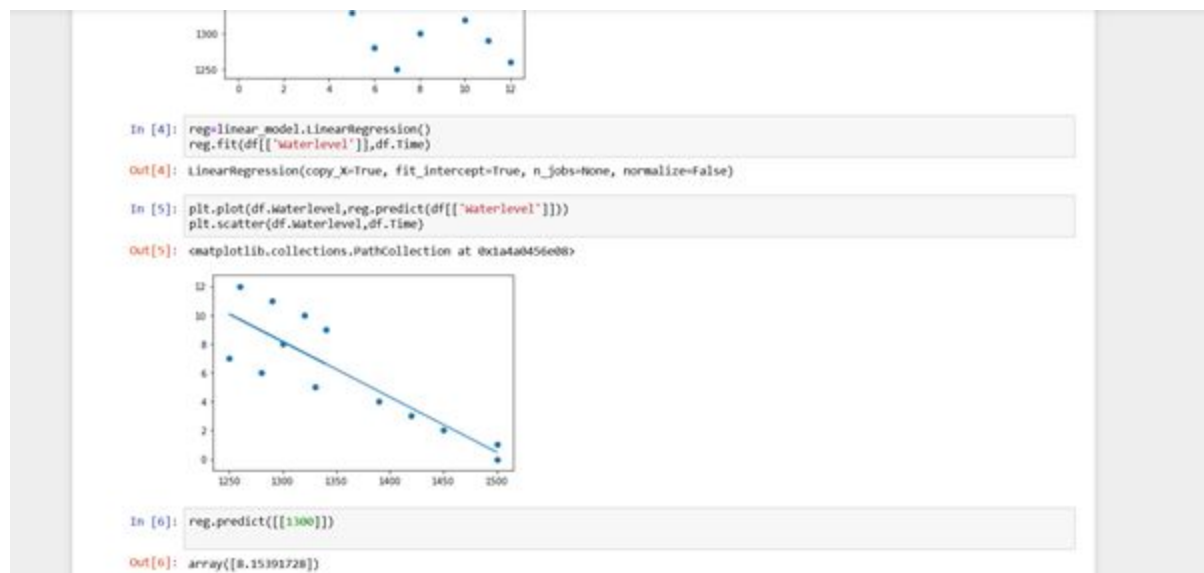 1300
1250
0 2 4 6 8 10 12
In [4]: reg=linear_model.LinearRegression()
reg.fit(df[['Waterlevel']],df.Time)
Out[4]: LinearRegression(copy_X=True, fit_intercept=True, n_jobs=None, normalize=False)
In [5]: plt.plot(df.Waterlevel,reg.predict(df[['Waterlevel']]))
plt.scatter(df.Waterlevel,df.Time)
Out[5]: <matplotlib.collections.PathCollection at 0x1a4a0456e08>
12
10
8
6
4
2
0
1250 1300 1350 1400 1450 1500
In [6]: reg.predict([[1300]])
Out[6]: array([8.15391728])